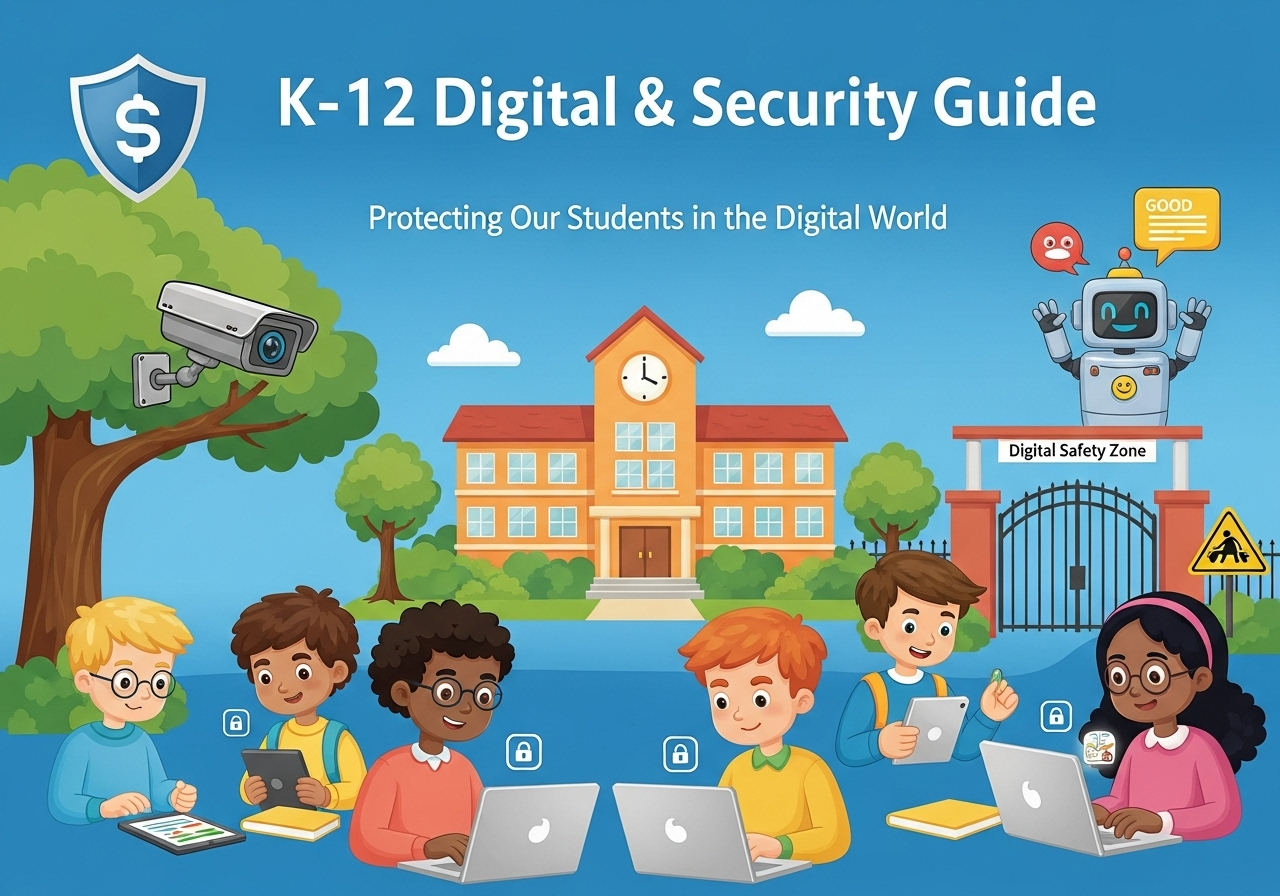 $
K-12 Digital & Security Guide
Protecting Our Students in the Digital World
GOOD
Digital Safety Zone